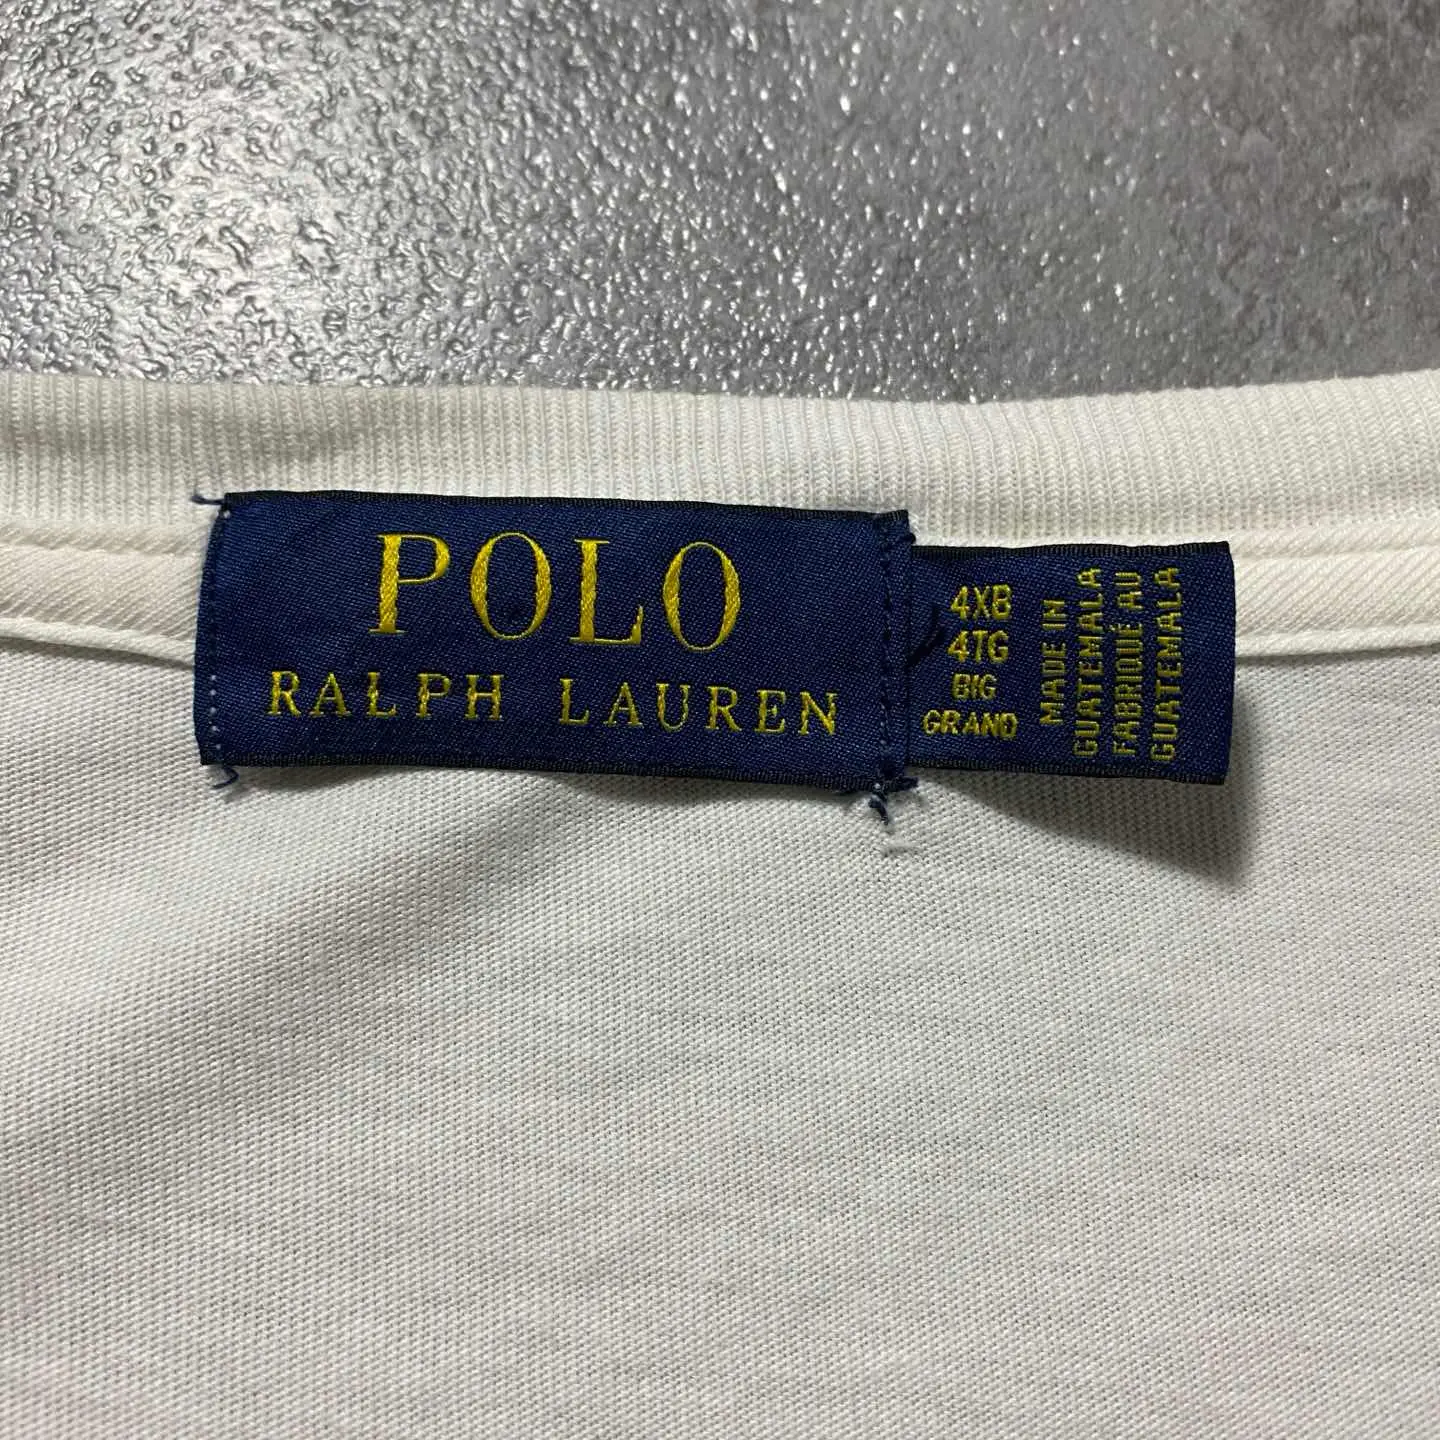 POLO
RALPH LAUREN
4XB
4TG
BIG
GRAND
MADE IN
GUATEMALA
FABRIQUÉ AU
GUATEMALA